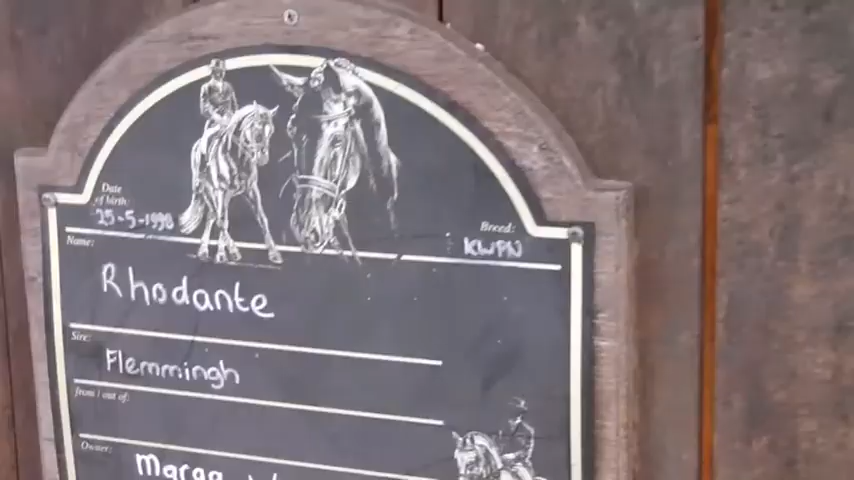 Date
of birth:
25-5-1998
Breed:
KWPN
Name:
Rhodante
Sire:
Flemmingh
from / out of:
Owner: